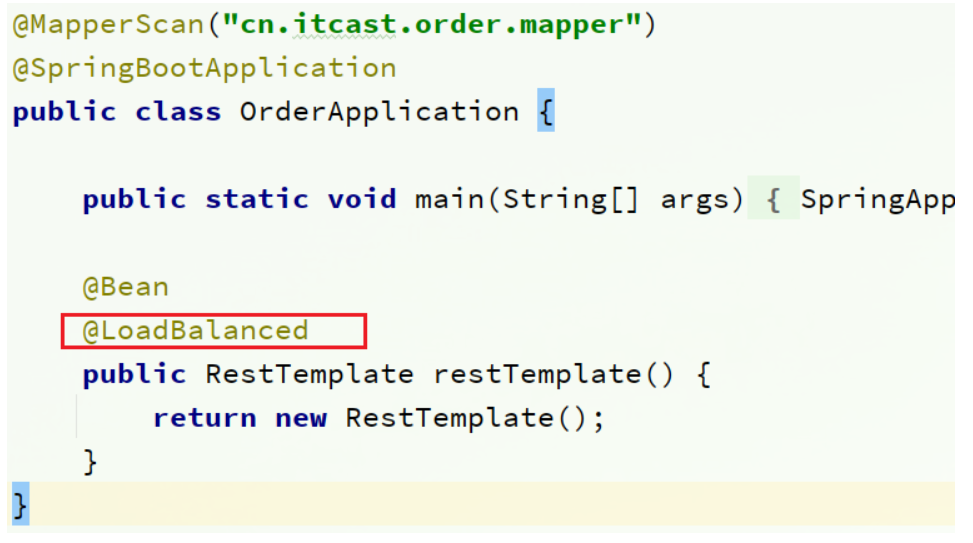 @MapperScan("cn.itcast.order.mapper")
@SpringBootApplication
public class OrderApplication {
public static void main(String[] args) { SpringApp
@Bean
@LoadBalanced
public RestTemplate restTemplate() {
return new RestTemplate();
}
}